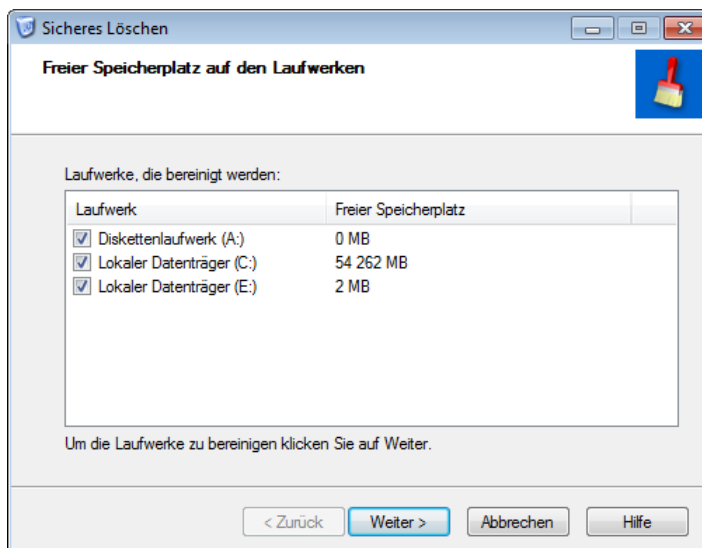 Sicheres Löschen
Freier Speicherplatz auf den Laufwerken
Laufwerke, die bereinigt werden:
Laufwerk Freier Speicherplatz
Diskettenlaufwerk (A:) 0 MB
Lokaler Datenträger (C:) 54 262 MB
Lokaler Datenträger (E:) 2 MB
Um die Laufwerke zu bereinigen klicken Sie auf Weiter.
< Zurück Weiter > Abbrechen Hilfe